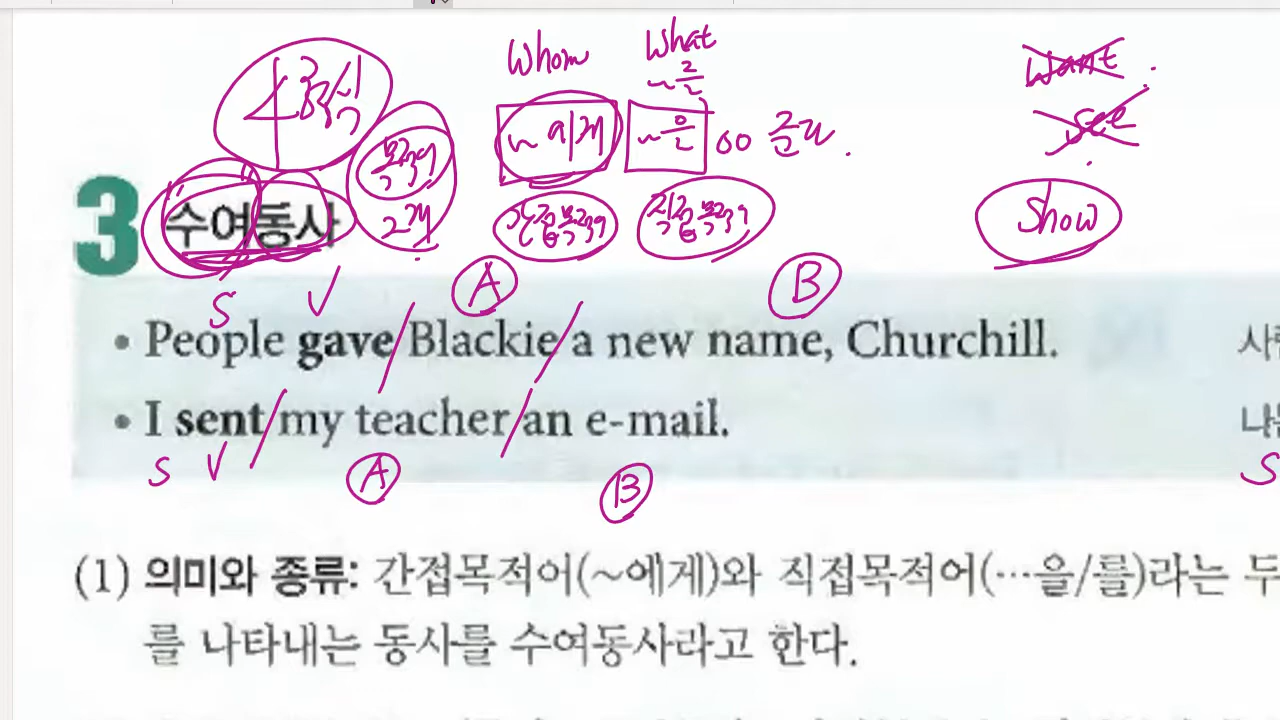 Whom What
~를
4형식 ~에게 ~을 00 준다. Want.
See
목적어
3 수여동사 2개 간접목적어 직접목적어 Show
S V A B
• People gave / Blackie / a new name, Churchill.
• I sent / my teacher / an e-mail.
S V A B S
(1) 의미와 종류: 간접목적어(~에게)와 직접목적어(…을/를)라는 두
를 나타내는 동사를 수여동사라고 한다.